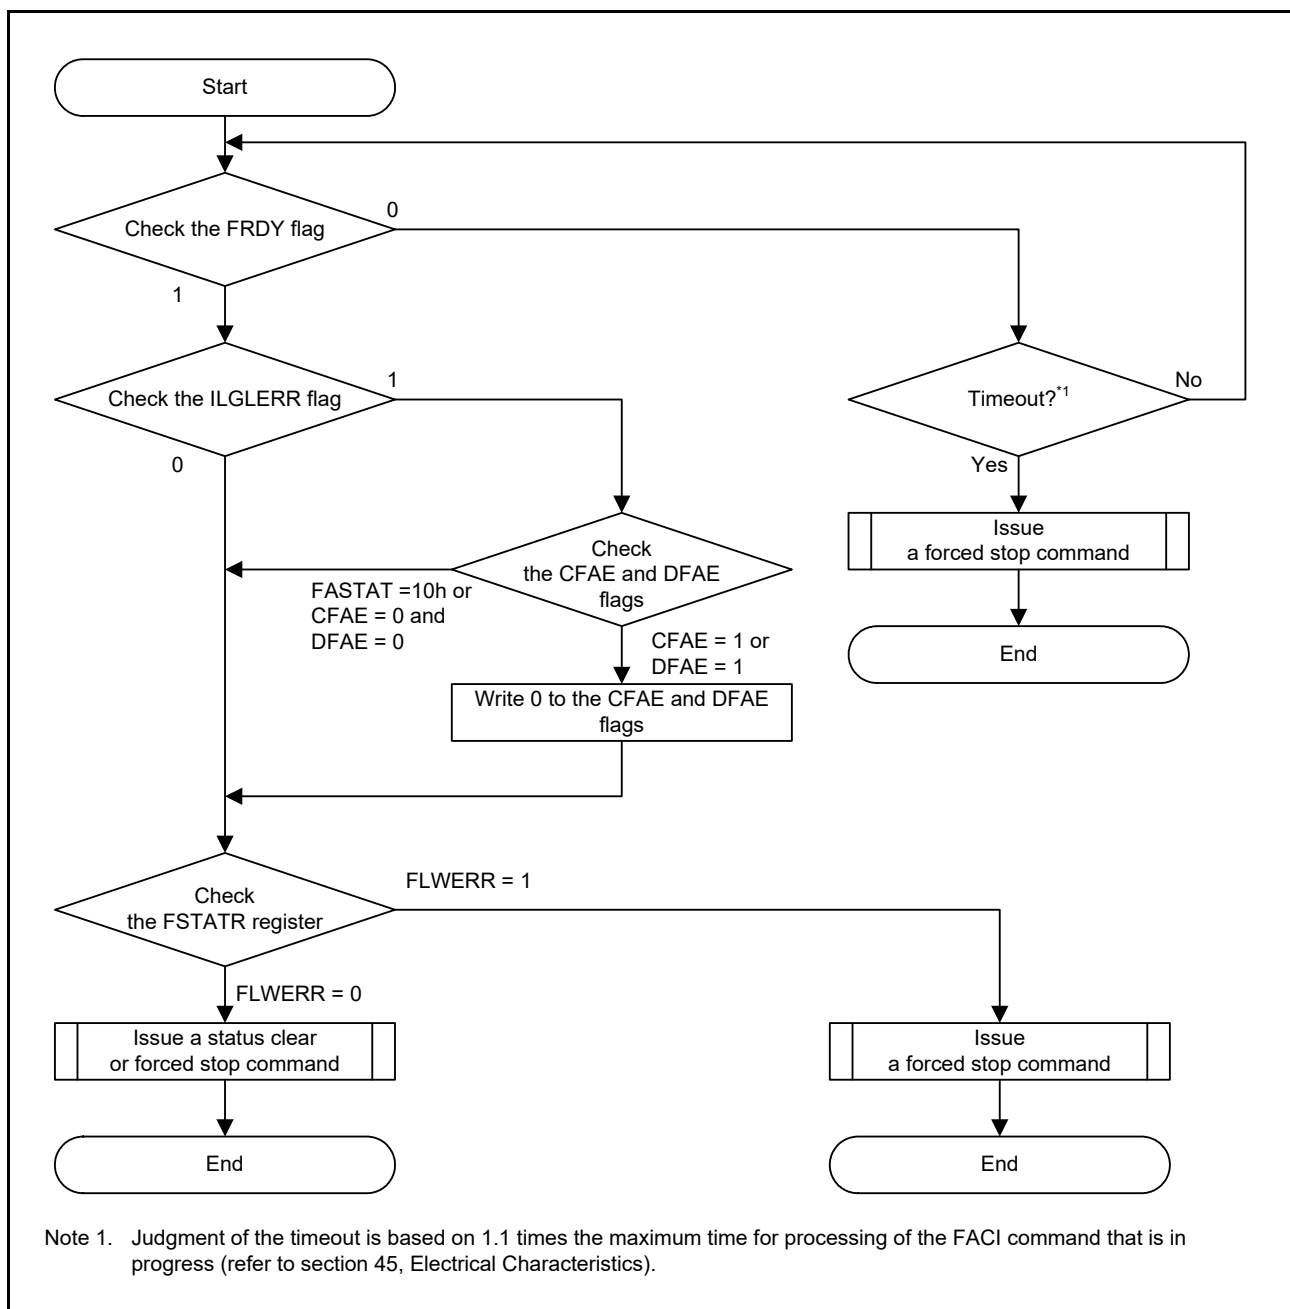 Start
Check the FRDY flag
0
1
Check the ILGLERR flag
1
0
Timeout?*1
No
Yes
Issue
a forced stop command
End
Check
the CFAE and DFAE
flags
FASTAT =10h or
CFAE = 0 and
DFAE = 0
CFAE = 1 or
DFAE = 1
Write 0 to the CFAE and DFAE
flags
Check
the FSTATR register
FLWERR = 1
FLWERR = 0
Issue a status clear
or forced stop command
End
Issue
a forced stop command
End
Note 1. Judgment of the timeout is based on 1.1 times the maximum time for processing of the FACI command that is in
progress (refer to section 45, Electrical Characteristics).